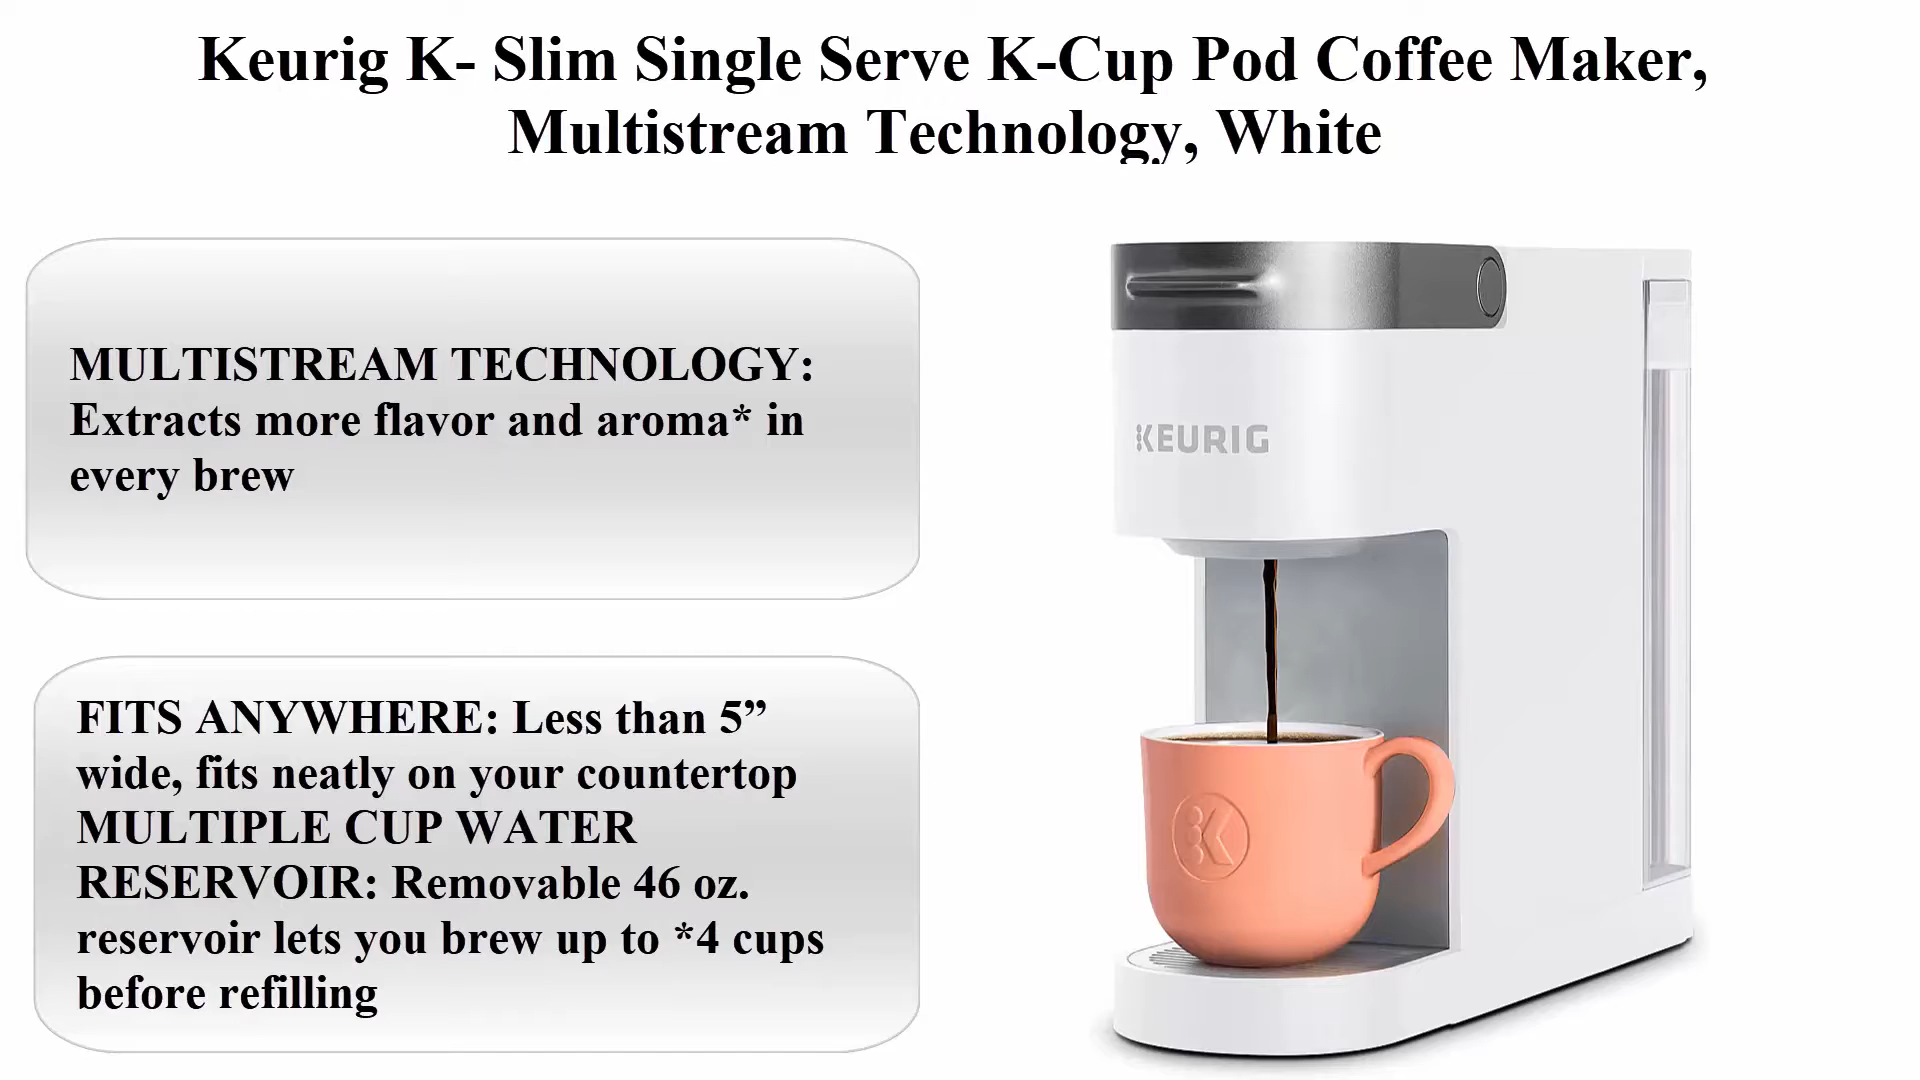 Keurig K- Slim Single Serve K-Cup Pod Coffee Maker,
Multistream Technology, White
MULTISTREAM TECHNOLOGY:
Extracts more flavor and aroma* in
every brew
FITS ANYWHERE: Less than 5”
wide, fits neatly on your countertop
MULTIPLE CUP WATER
RESERVOIR: Removable 46 oz.
reservoir lets you brew up to *4 cups
before refilling
KEURIG
K